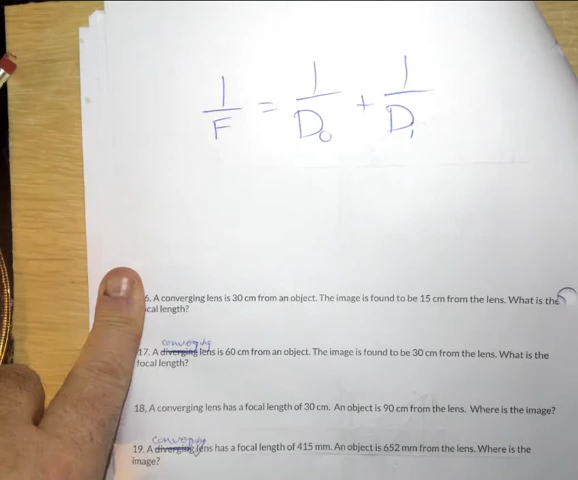 1/F = 1/Do + 1/Di
6. A converging lens is 30 cm from an object. The image is found to be 15 cm from the lens. What is the
cal length?
converging
17. A diverging lens is 60 cm from an object. The image is found to be 30 cm from the lens. What is the
focal length?
18, A converging lens has a focal length of 30 cm. An object is 90 cm from the lens. Where is the image?
converging
19. A diverging lens has a focal length of 415 mm. An object is 652 mm from the lens. Where is the
image?